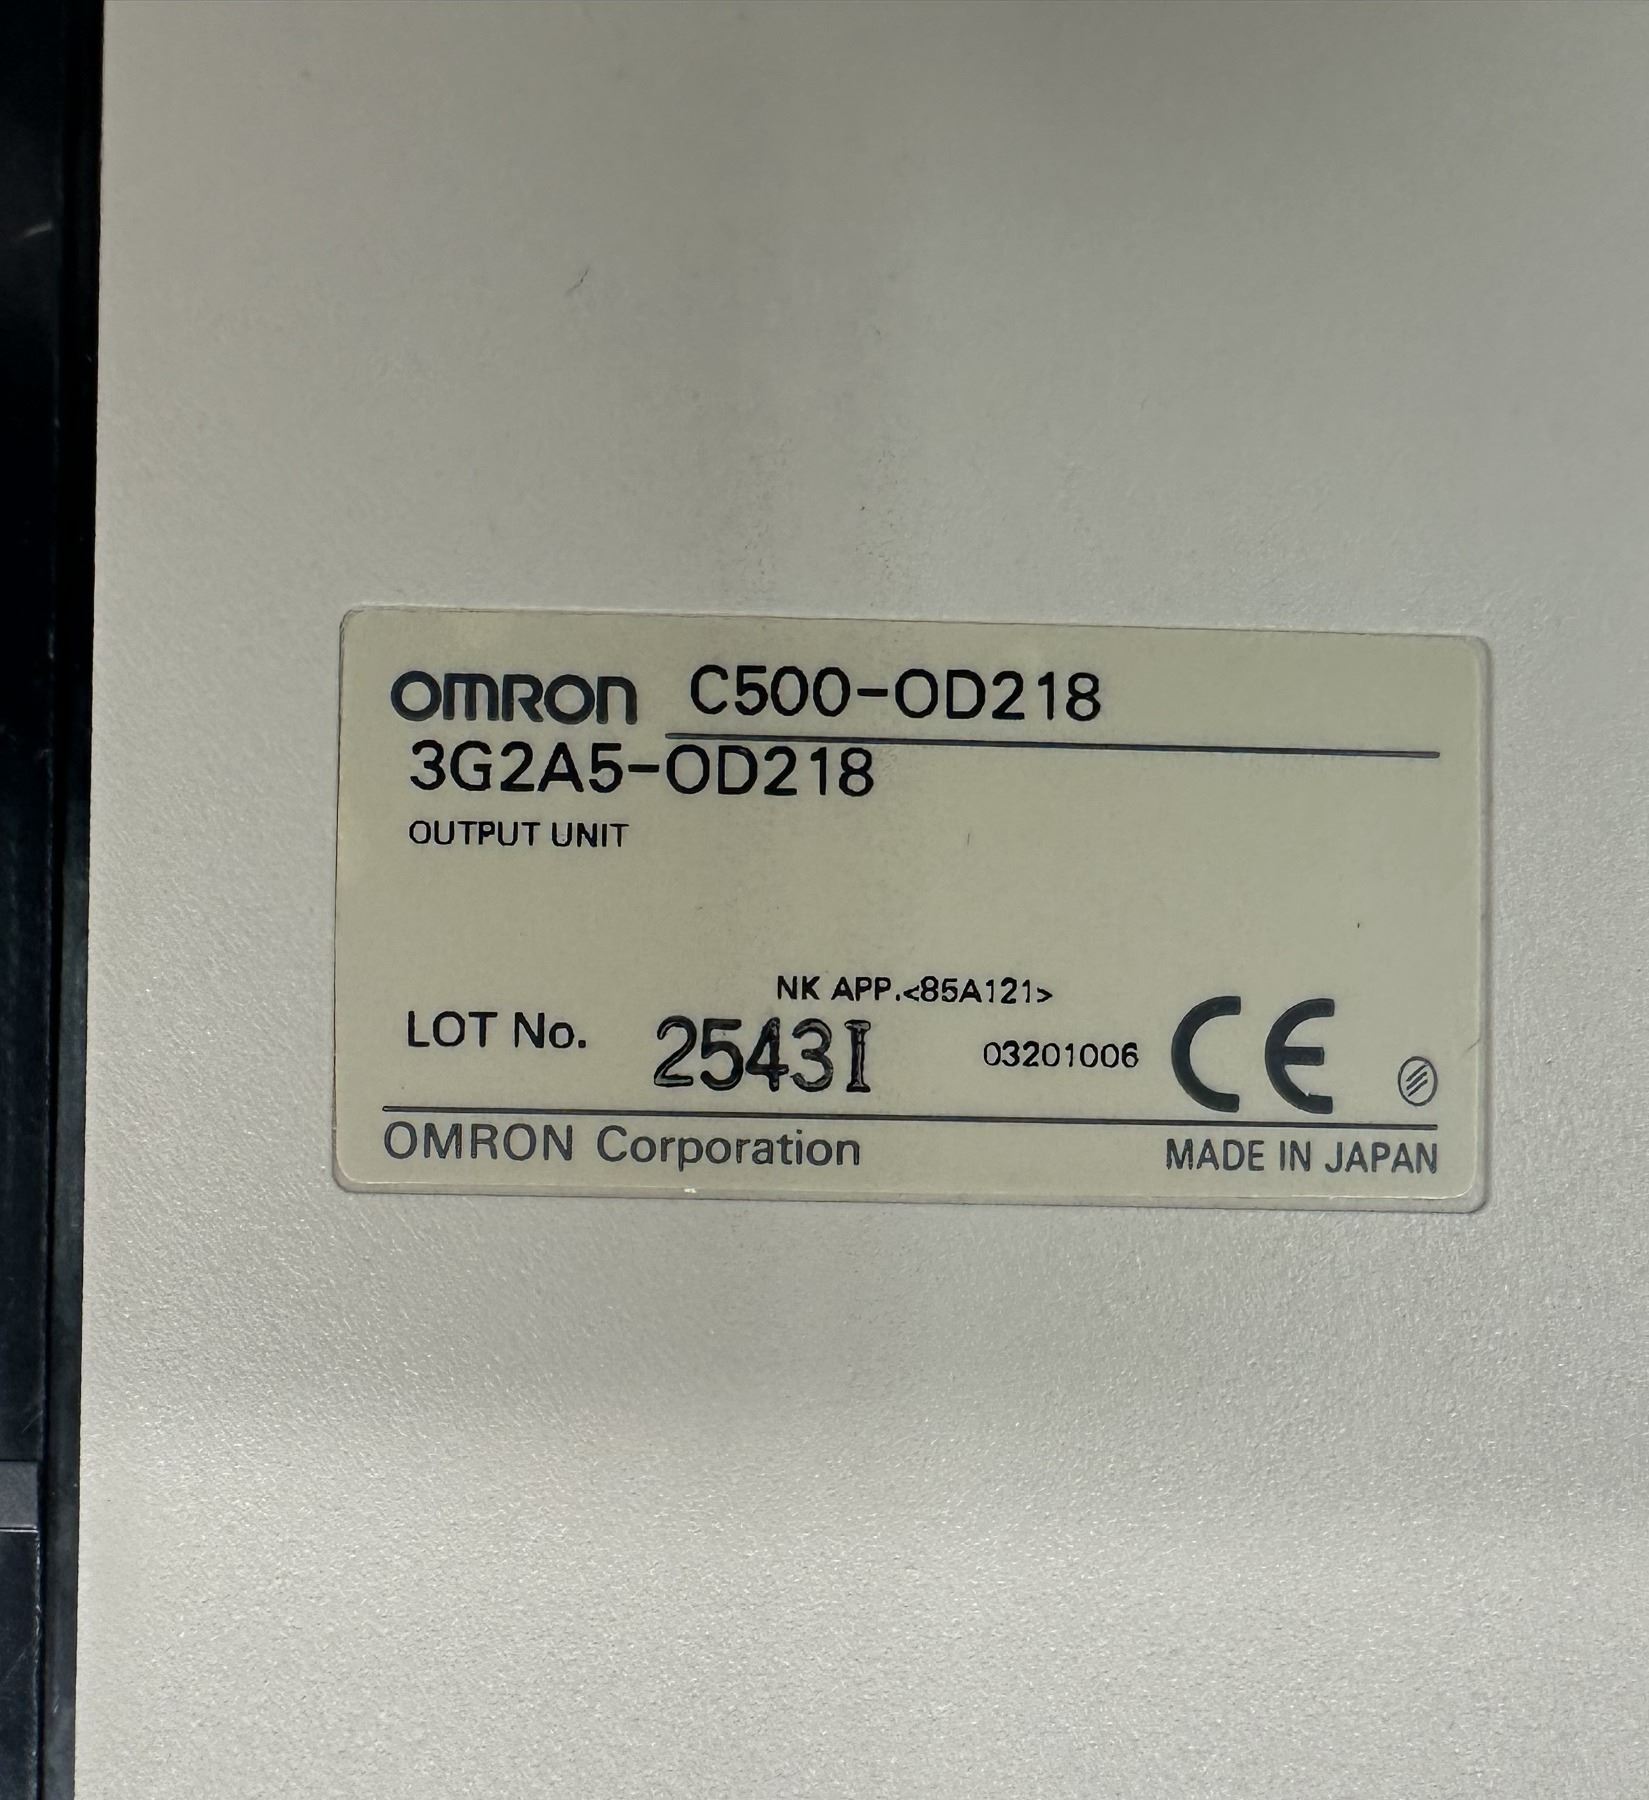 OMRON C500-OD218
3G2A5-OD218
OUTPUT UNIT
NK APP.<85A121>
LOT No. 2543I 03201006 CE
OMRON Corporation MADE IN JAPAN